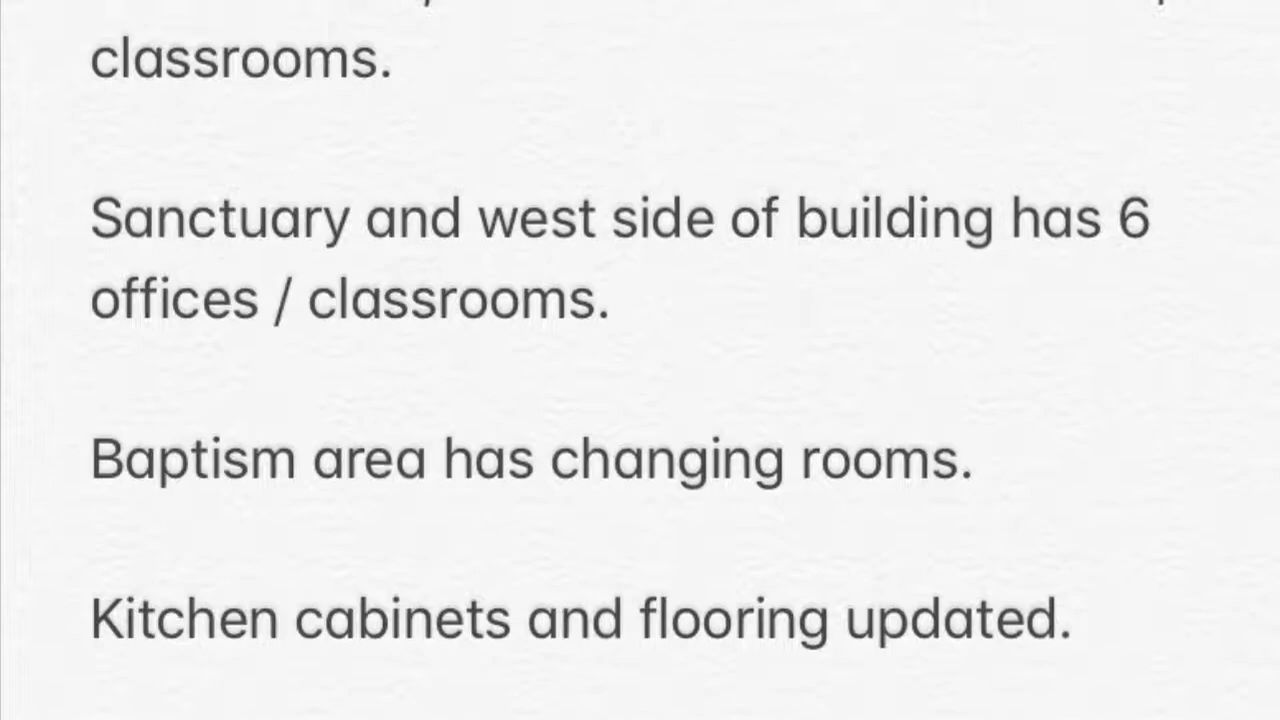 classrooms.
Sanctuary and west side of building has 6
offices / classrooms.
Baptism area has changing rooms.
Kitchen cabinets and flooring updated.